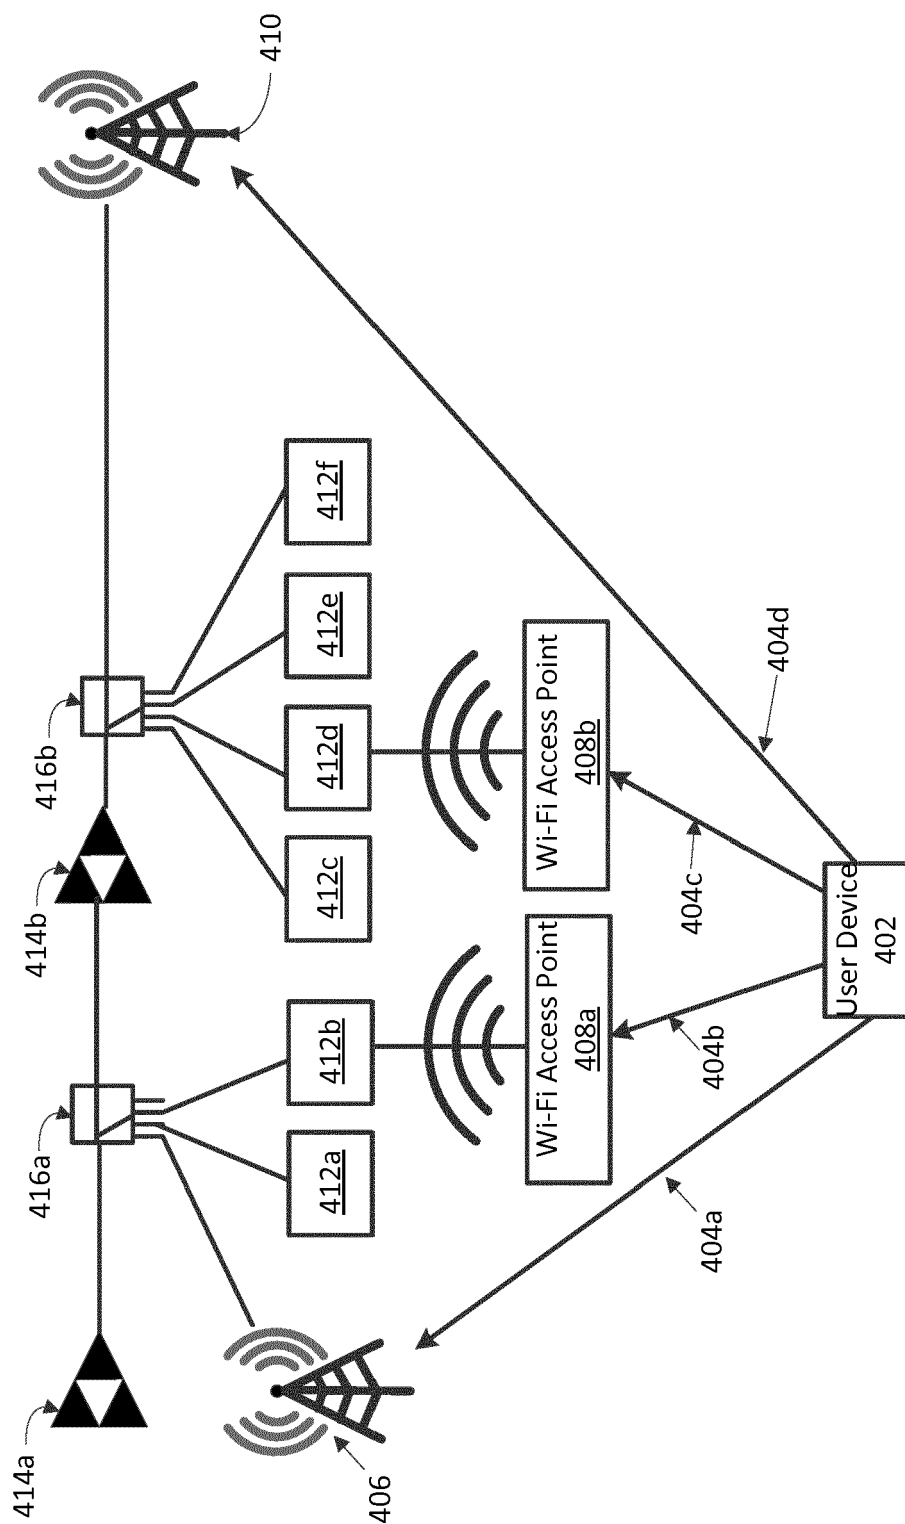 414a
416a
414b
416b
410
412a
412b
412c
412d
412e
412f
406
Wi-Fi Access Point
408a
Wi-Fi Access Point
408b
404a
404b
404c
404d
User Device
402